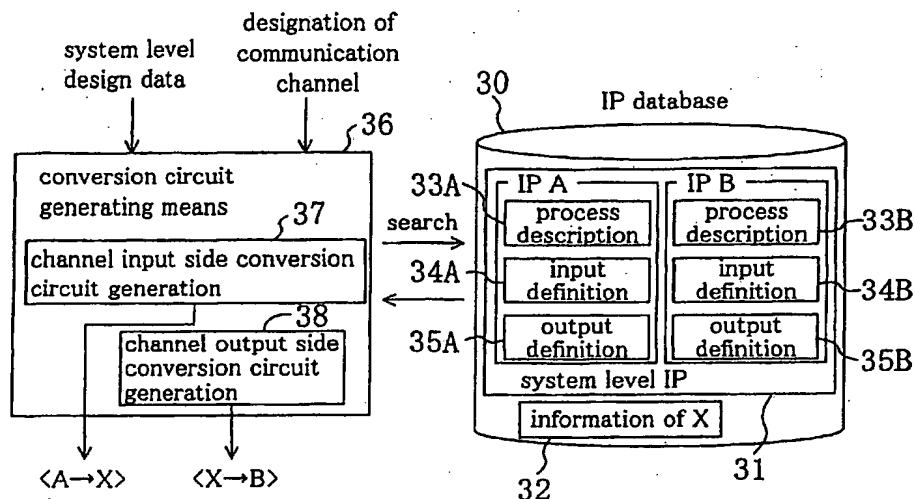 system level
design data
designation of
communication
channel
36
conversion circuit
generating means
37
channel input side conversion
circuit generation
38
channel output side
conversion circuit
generation
<A→X>
<X→B>
search
30
IP database
IP A
33A
process
description
34A
input
definition
35A
output
definition
IP B
process
description
33B
input
definition
34B
output
definition
35B
system level IP
31
information of X
32